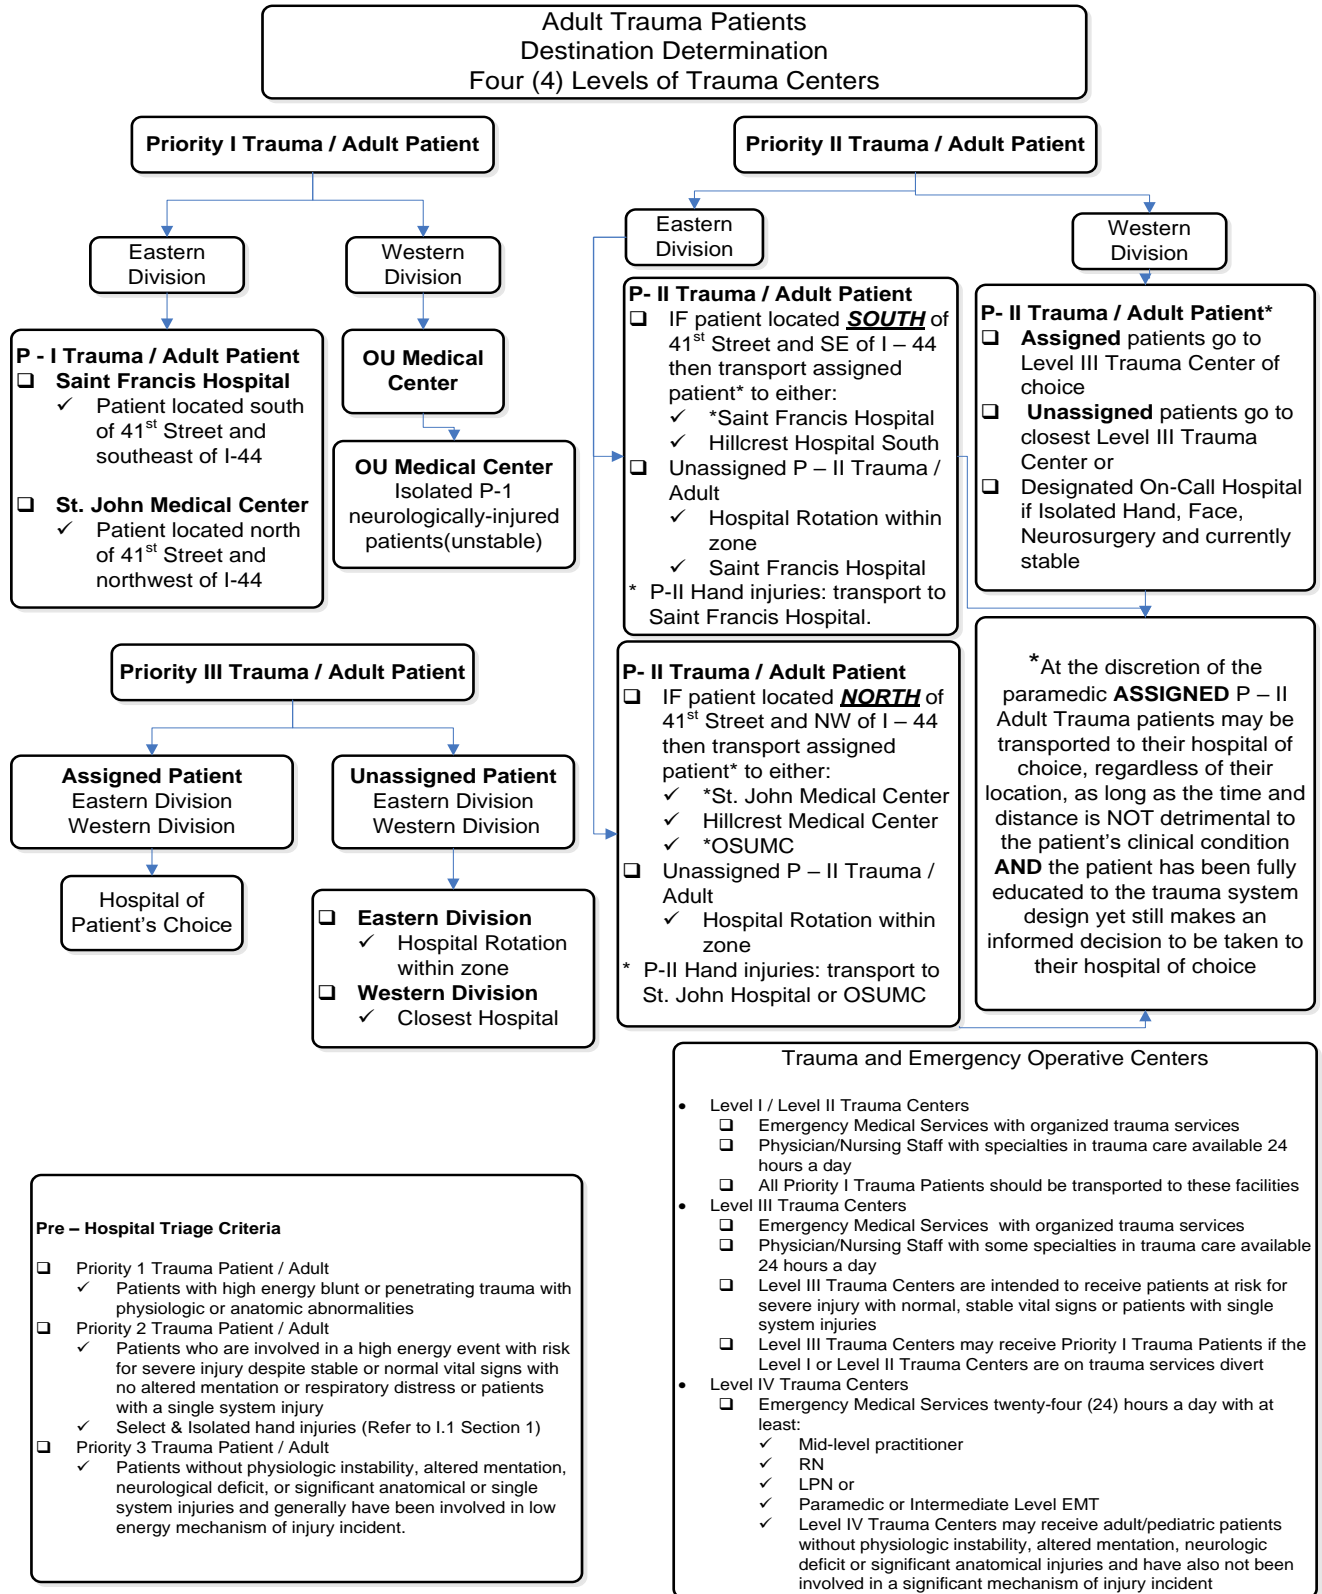 Adult Trauma Patients
Destination Determination
Four (4) Levels of Trauma Centers
Priority I Trauma / Adult Patient
Eastern
Division
Western
Division
P - I Trauma / Adult Patient
❑ Saint Francis Hospital
✓ Patient located south
of 41st Street and
southeast of I-44
❑ St. John Medical Center
✓ Patient located north
of 41st Street and
northwest of I-44
OU Medical
Center
OU Medical Center
Isolated P-1
neurologically-injured
patients(unstable)
Priority II Trauma / Adult Patient
Eastern
Division
Western
Division
P- II Trauma / Adult Patient
❑ IF patient located SOUTH of
41st Street and SE of I – 44
then transport assigned
patient* to either:
✓ *Saint Francis Hospital
✓ Hillcrest Hospital South
❑ Unassigned P – II Trauma /
Adult
✓ Hospital Rotation within
zone
✓ Saint Francis Hospital
* P-II Hand injuries: transport to
Saint Francis Hospital.
P- II Trauma / Adult Patient*
❑ Assigned patients go to
Level III Trauma Center of
choice
❑ Unassigned patients go to
closest Level III Trauma
Center or
❑ Designated On-Call Hospital
if Isolated Hand, Face,
Neurosurgery and currently
stable
P- II Trauma / Adult Patient
❑ IF patient located NORTH of
41st Street and NW of I – 44
then transport assigned
patient* to either:
✓ *St. John Medical Center
✓ Hillcrest Medical Center
✓ *OSUMC
❑ Unassigned P – II Trauma /
Adult
✓ Hospital Rotation within
zone
* P-II Hand injuries: transport to
St. John Hospital or OSUMC
*At the discretion of the
paramedic ASSIGNED P – II
Adult Trauma patients may be
transported to their hospital of
choice, regardless of their
location, as long as the time and
distance is NOT detrimental to
the patient's clinical condition
AND the patient has been fully
educated to the trauma system
design yet still makes an
informed decision to be taken to
their hospital of choice
Priority III Trauma / Adult Patient
Assigned Patient
Eastern Division
Western Division
Hospital of
Patient's Choice
Unassigned Patient
Eastern Division
Western Division
❑ Eastern Division
✓ Hospital Rotation
within zone
❑ Western Division
✓ Closest Hospital
Pre – Hospital Triage Criteria
❑ Priority 1 Trauma Patient / Adult
✓ Patients with high energy blunt or penetrating trauma with
physiologic or anatomic abnormalities
❑ Priority 2 Trauma Patient / Adult
✓ Patients who are involved in a high energy event with risk
for severe injury despite stable or normal vital signs with
no altered mentation or respiratory distress or patients
with a single system injury
✓ Select & Isolated hand injuries (Refer to I.1 Section 1)
❑ Priority 3 Trauma Patient / Adult
✓ Patients without physiologic instability, altered mentation,
neurological deficit, or significant anatomical or single
system injuries and generally have been involved in low
energy mechanism of injury incident.
Trauma and Emergency Operative Centers
• Level I / Level II Trauma Centers
❑ Emergency Medical Services with organized trauma services
❑ Physician/Nursing Staff with specialties in trauma care available 24
hours a day
❑ All Priority I Trauma Patients should be transported to these facilities
• Level III Trauma Centers
❑ Emergency Medical Services with organized trauma services
❑ Physician/Nursing Staff with some specialties in trauma care available
24 hours a day
❑ Level III Trauma Centers are intended to receive patients at risk for
severe injury with normal, stable vital signs or patients with single
system injuries
❑ Level III Trauma Centers may receive Priority I Trauma Patients if the
Level I or Level II Trauma Centers are on trauma services divert
• Level IV Trauma Centers
❑ Emergency Medical Services twenty-four (24) hours a day with at
least:
✓ Mid-level practitioner
✓ RN
✓ LPN or
✓ Paramedic or Intermediate Level EMT
✓ Level IV Trauma Centers may receive adult/pediatric patients
without physiologic instability, altered mentation, neurologic
deficit or significant anatomical injuries and have also not been
involved in a significant mechanism of injury incident